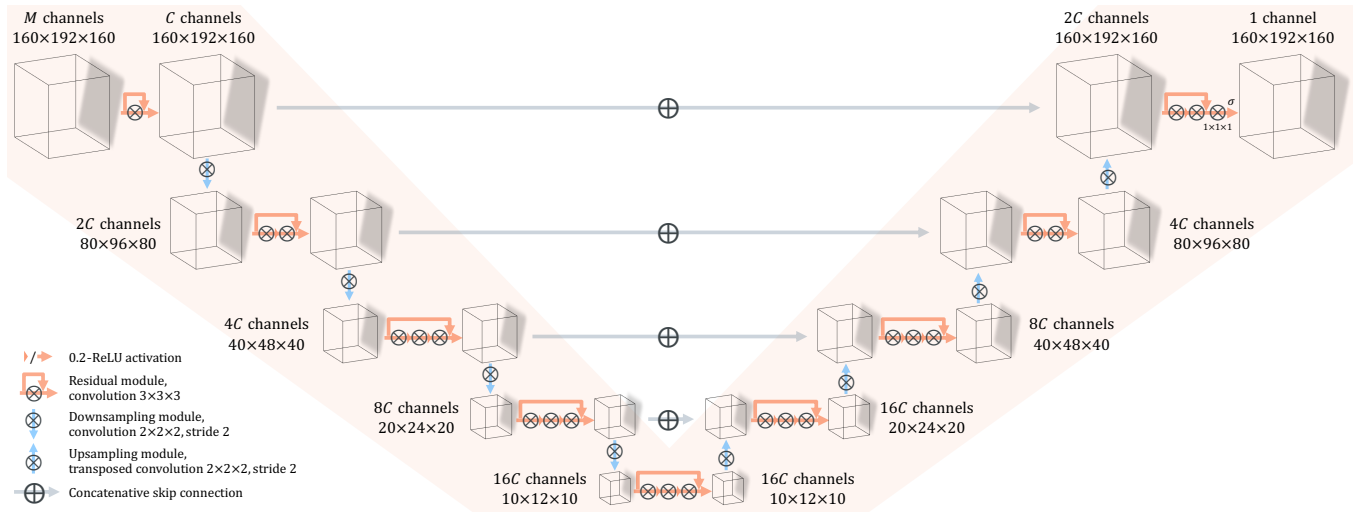 M channels
160×192×160
C channels
160×192×160
2C channels
160×192×160
1 channel
160×192×160
σ
1×1×1
2C channels
80×96×80
4C channels
80×96×80
4C channels
40×48×40
8C channels
40×48×40
8C channels
20×24×20
16C channels
20×24×20
16C channels
10×12×10
16C channels
10×12×10
/
0.2-ReLU activation
Residual module,
convolution 3×3×3
Downsampling module,
convolution 2×2×2, stride 2
Upsampling module,
transposed convolution 2×2×2, stride 2
Concatenative skip connection